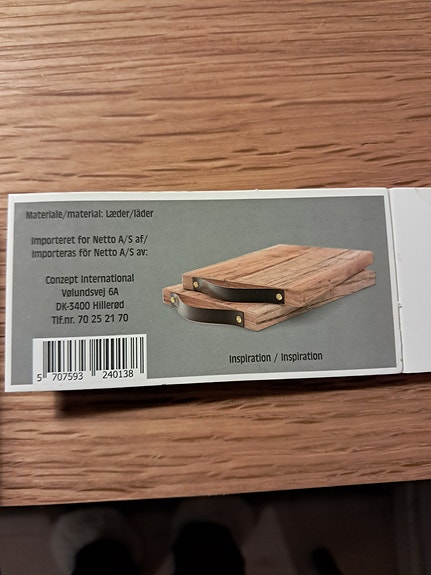 Materiale/material: Læder/läder
Importeret for Netto A/S af/
Importeras för Netto A/S av:
Conzept International
Vølundsvej 6A
DK-3400 Hillerød
Tlf.nr. 70 25 21 70
5 707593 240138
Inspiration / Inspiration